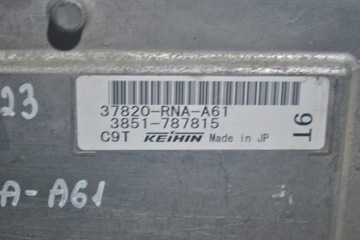 23
37820-RNA-A61
3851-787815
C9T KEIHIN Made in JP
9T
A-A61